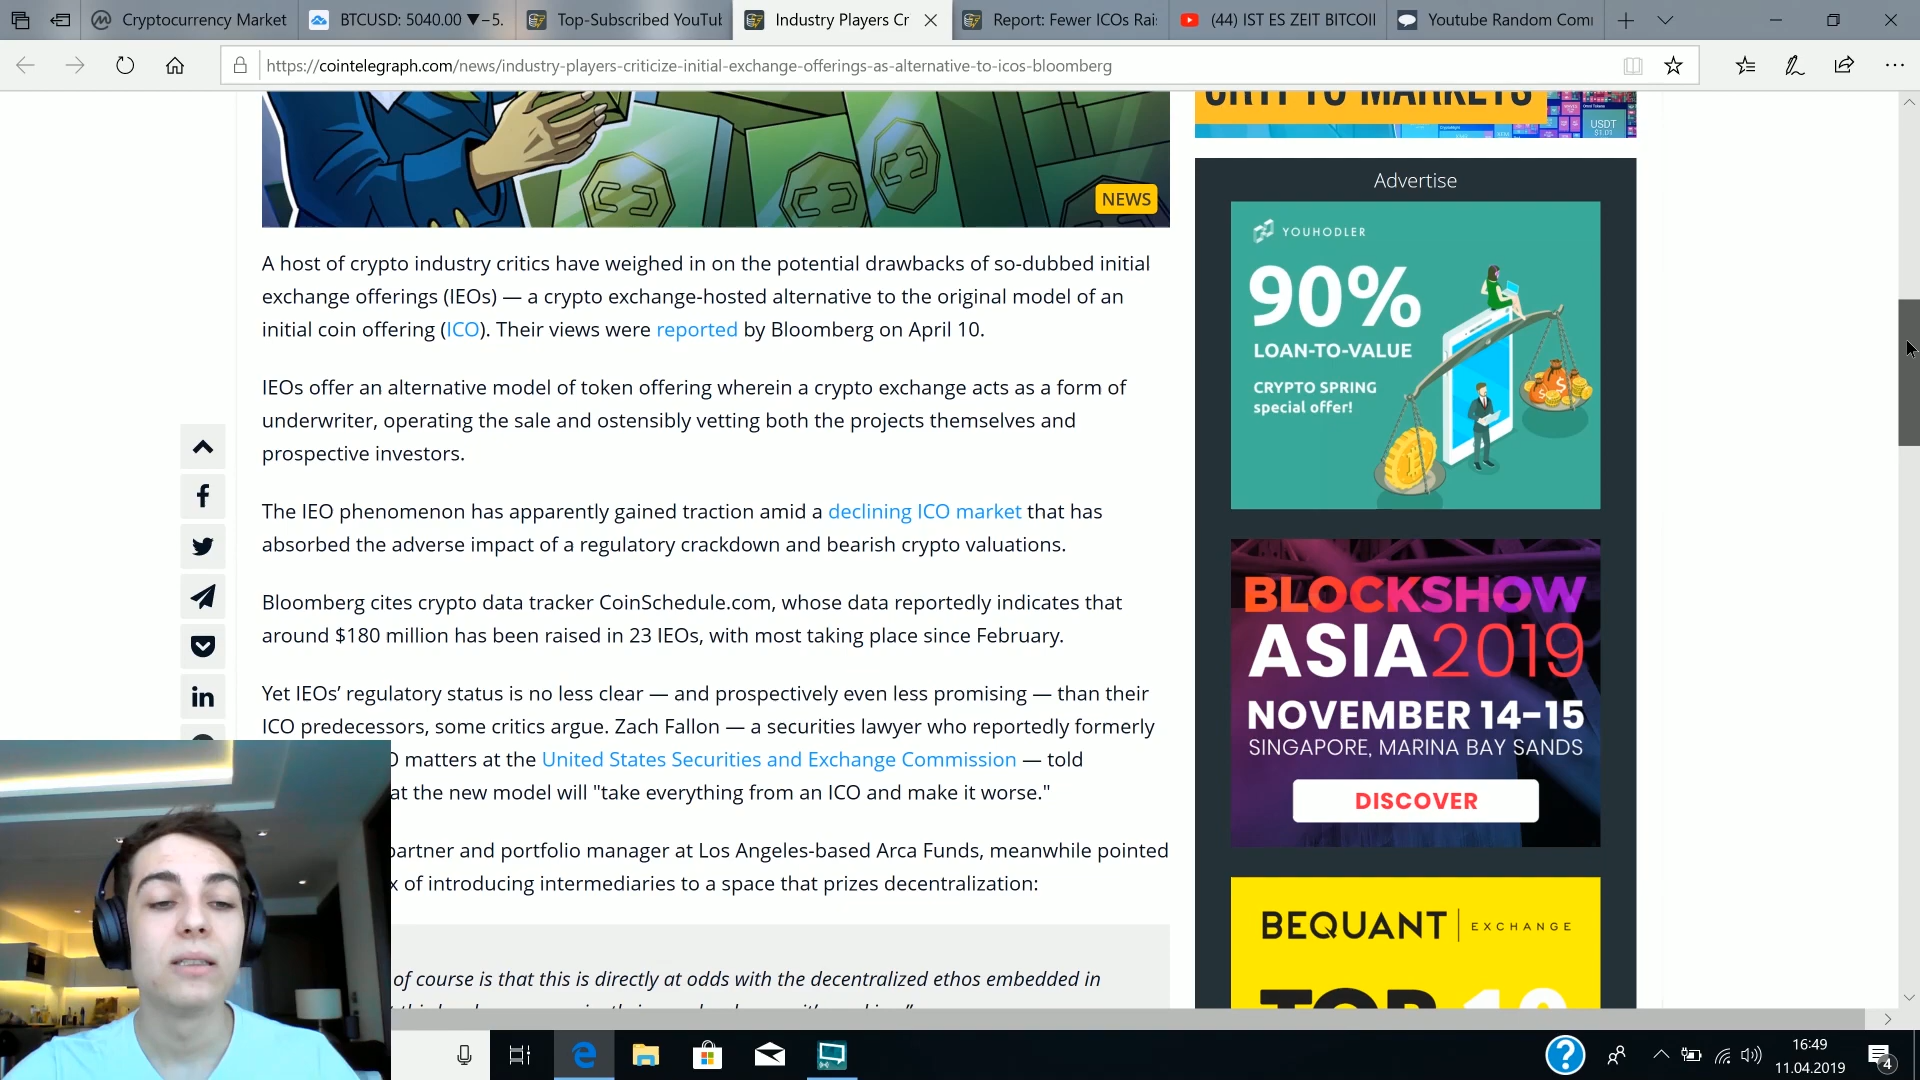 Cryptocurrency Market
BTCUSD: 5040.00 ▼−5.
Top-Subscribed YouTu
Industry Players Cr
Report: Fewer ICOs Rai
(44) IST ES ZEIT BITCOI
Youtube Random Com
https://cointelegraph.com/news/industry-players-criticize-initial-exchange-offerings-as-alternative-to-icos-bloomberg
CRYPTO MARKETS
USDT
$1.01
NEWS
Advertise
YOUHODLER
90%
LOAN-TO-VALUE
CRYPTO SPRING
special offer!
A host of crypto industry critics have weighed in on the potential drawbacks of so-dubbed initial
exchange offerings (IEOs) — a crypto exchange-hosted alternative to the original model of an
initial coin offering (ICO). Their views were reported by Bloomberg on April 10.
IEOs offer an alternative model of token offering wherein a crypto exchange acts as a form of
underwriter, operating the sale and ostensibly vetting both the projects themselves and
prospective investors.
The IEO phenomenon has apparently gained traction amid a declining ICO market that has
absorbed the adverse impact of a regulatory crackdown and bearish crypto valuations.
Bloomberg cites crypto data tracker CoinSchedule.com, whose data reportedly indicates that
around $180 million has been raised in 23 IEOs, with most taking place since February.
Yet IEOs’ regulatory status is no less clear — and prospectively even less promising — than their
ICO predecessors, some critics argue. Zach Fallon — a securities lawyer who reportedly formerly
O matters at the United States Securities and Exchange Commission — told
at the new model will "take everything from an ICO and make it worse."
partner and portfolio manager at Los Angeles-based Arca Funds, meanwhile pointed
x of introducing intermediaries to a space that prizes decentralization:
of course is that this is directly at odds with the decentralized ethos embedded in
BLOCKSHOW
ASIA2019
NOVEMBER 14-15
SINGAPORE, MARINA BAY SANDS
DISCOVER
BEQUANT | EXCHANGE
TOP 10
16:49
11.04.2019
4